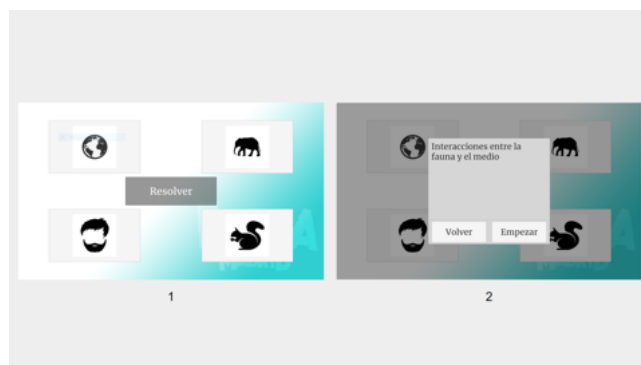 Resolver
Interacciones entre la
fauna y el medio
Volver
Empezar
1
2